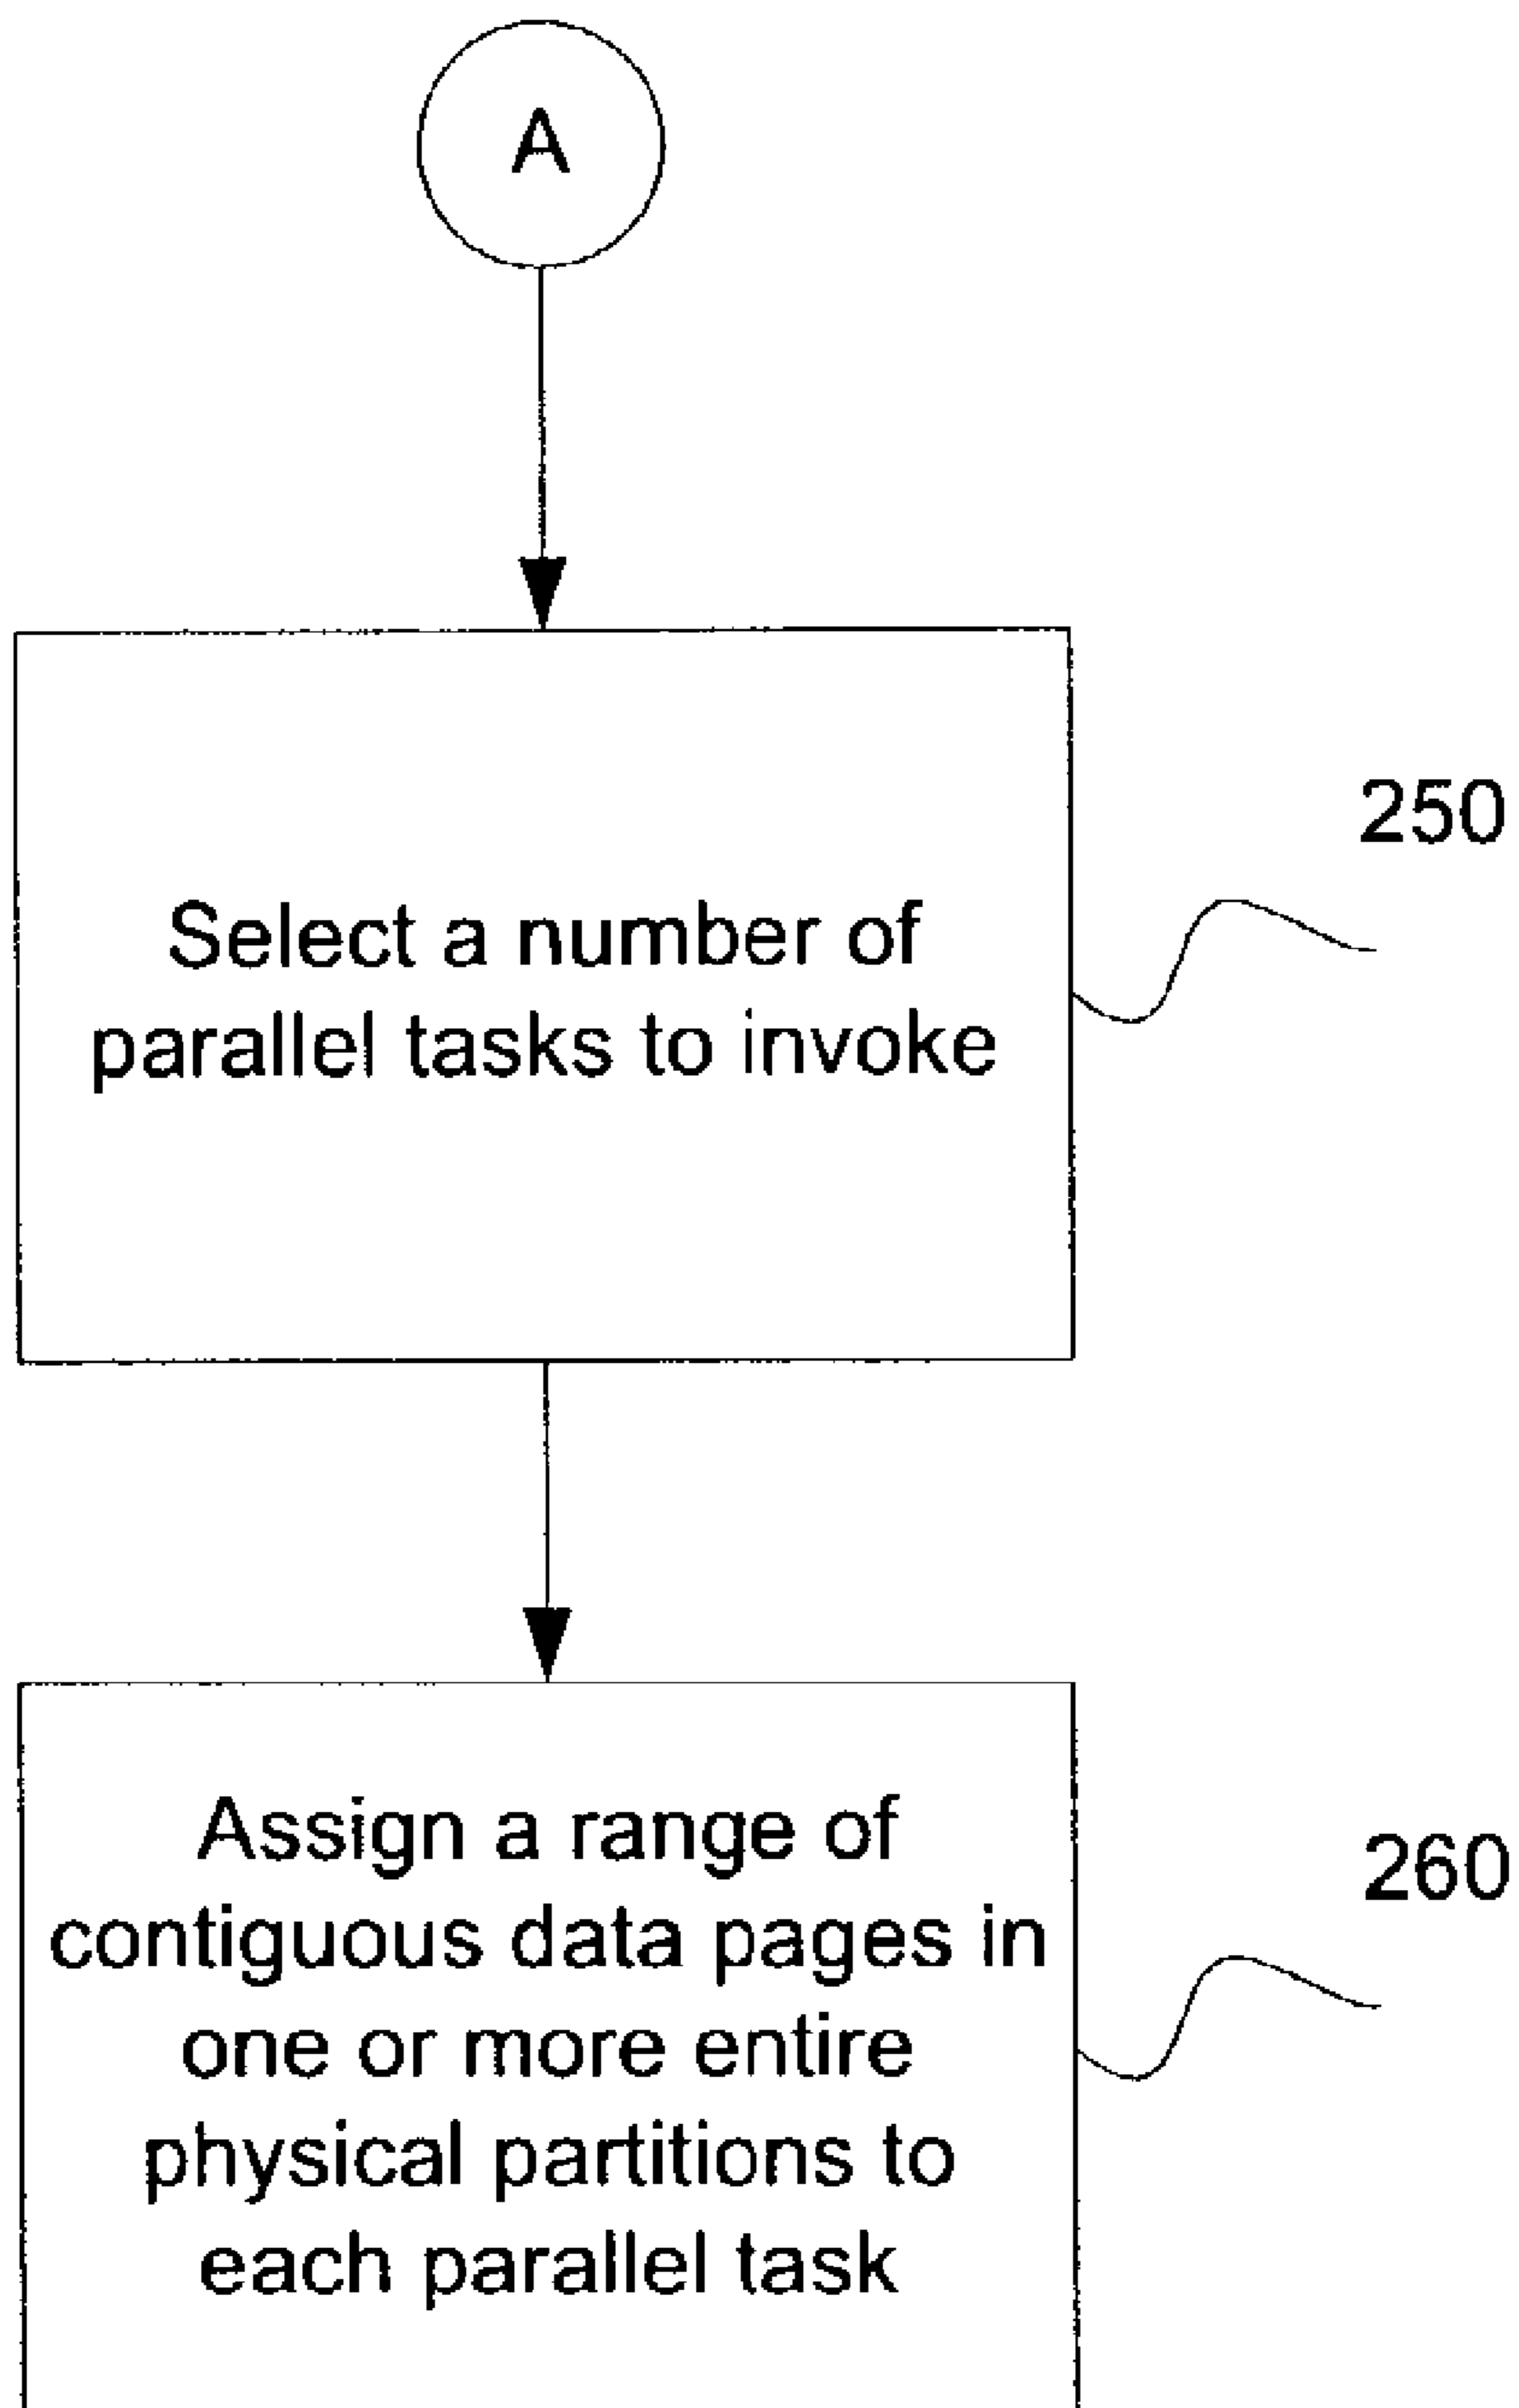 A
250
Select a number of
parallel tasks to invoke
Assign a range of
260
contiguous data pages in
one or more entire
physical partitions to
each parallel task